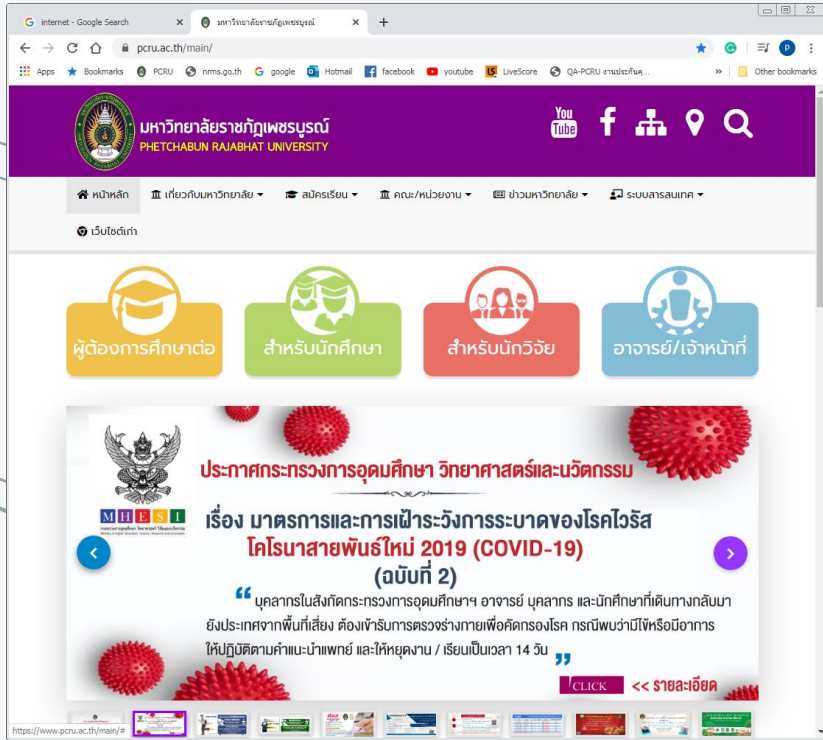 internet - Google Search
มหาวิทยาลัยราชภัฏเพชรบูรณ์
pcru.ac.th/main/
P
Apps Bookmarks PCRU nrms.go.th google Hotmail facebook youtube LiveScore QA-PCRU งานประกันคุ... » Other bookmarks
มหาวิทยาลัยราชภัฏเพชรบูรณ์
PHETCHABUN RAJABHAT UNIVERSITY
You Tube
หน้าหลัก เกี่ยวกับมหาวิทยาลัย สมัครเรียน คณะ/หน่วยงาน ข่าวมหาวิทยาลัย ระบบสารสนเทศ
เว็บไซต์เก่า
ผู้ต้องการศึกษาต่อ สำหรับนักศึกษา สำหรับนักวิจัย อาจารย์/เจ้าหน้าที่
ประกาศกระทรวงการอุดมศึกษา วิทยาศาสตร์และนวัตกรรม
MHESI
เรื่อง มาตรการและการเฝ้าระวังการระบาดของโรคไวรัส
โคโรนาสายพันธ์ใหม่ 2019 (COVID-19)
(ฉบับที่ 2)
“ บุคลากรในสังกัดกระทรวงการอุดมศึกษาฯ อาจารย์ บุคลากร และนักศึกษาที่เดินทางกลับมา
ยังประเทศจากพื้นที่เสี่ยง ต้องเข้ารับการตรวจร่างกายเพื่อคัดกรองโรค กรณีพบว่ามีไข้หรือมีอาการ
ให้ปฏิบัติตามคำแนะนำแพทย์ และให้หยุดงาน / เรียนเป็นเวลา 14 วัน ”
CLICK << รายละเอียด
https://www.pcru.ac.th/main/#